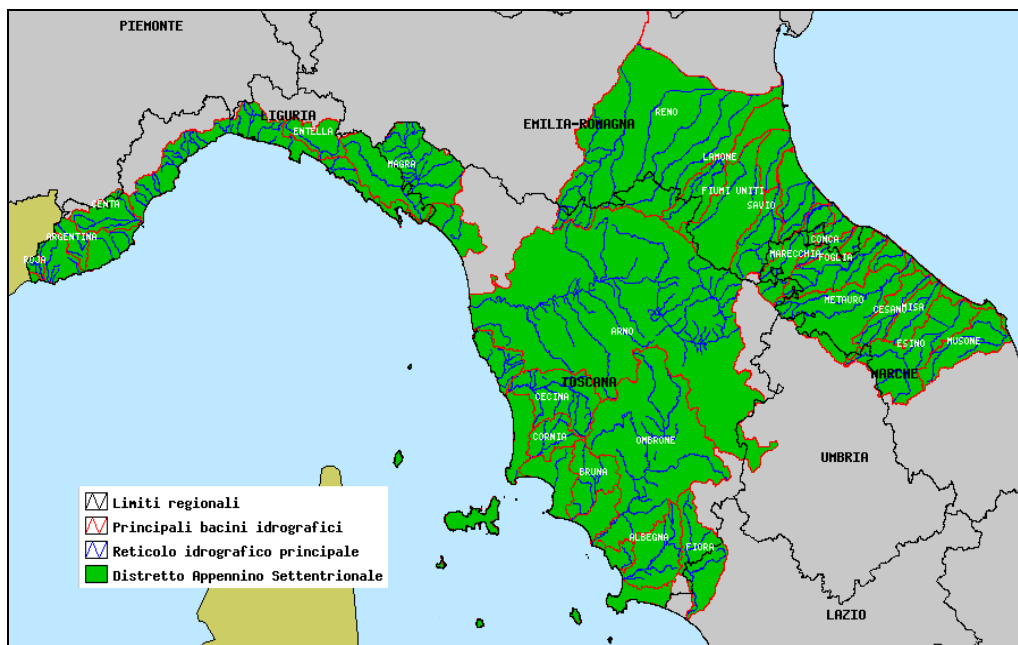 PIEMONTE
LIGURIA
ENTELLA
EMILIA-ROMAGNA
RENO
MAGRA
LAMONE
FIUMI UNITI
SAVIO
CENTA
ARGENTINA
ROJA
CONCA
MARECCHIA
FOGLIA
METAURO
CESANO
MISA
ARNO
ESINO
MUSONE
MARCHE
TOSCANA
CECINA
CORNIA
OMBRONE
BRUNA
UMBRIA
ALBEGNA
FIORA
LAZIO
Limiti regionali
Principali bacini idrografici
Reticolo idrografico principale
Distretto Appennino Settentrionale